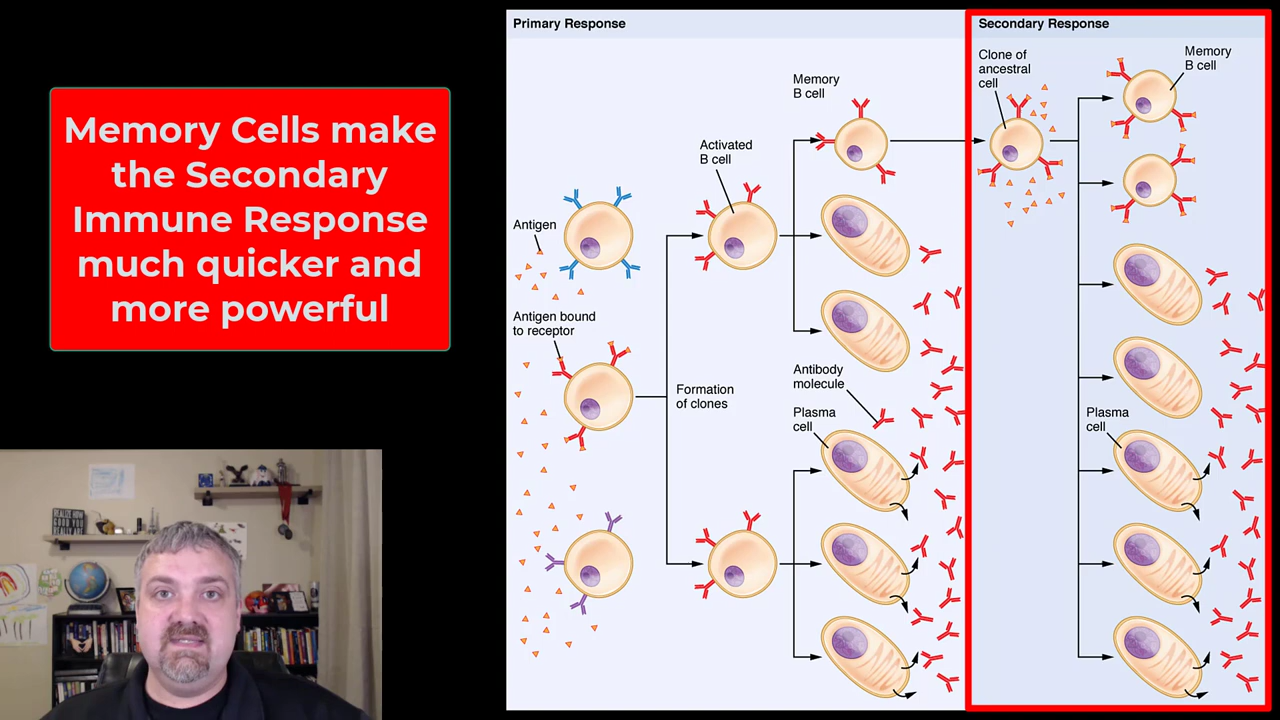 Memory Cells make
the Secondary
Immune Response
much quicker and
more powerful
Primary Response
Antigen
Antigen bound
to receptor
Formation
of clones
Activated
B cell
Memory
B cell
Antibody
molecule
Plasma
cell
Secondary Response
Clone of
ancestral
cell
Memory
B cell
Plasma
cell